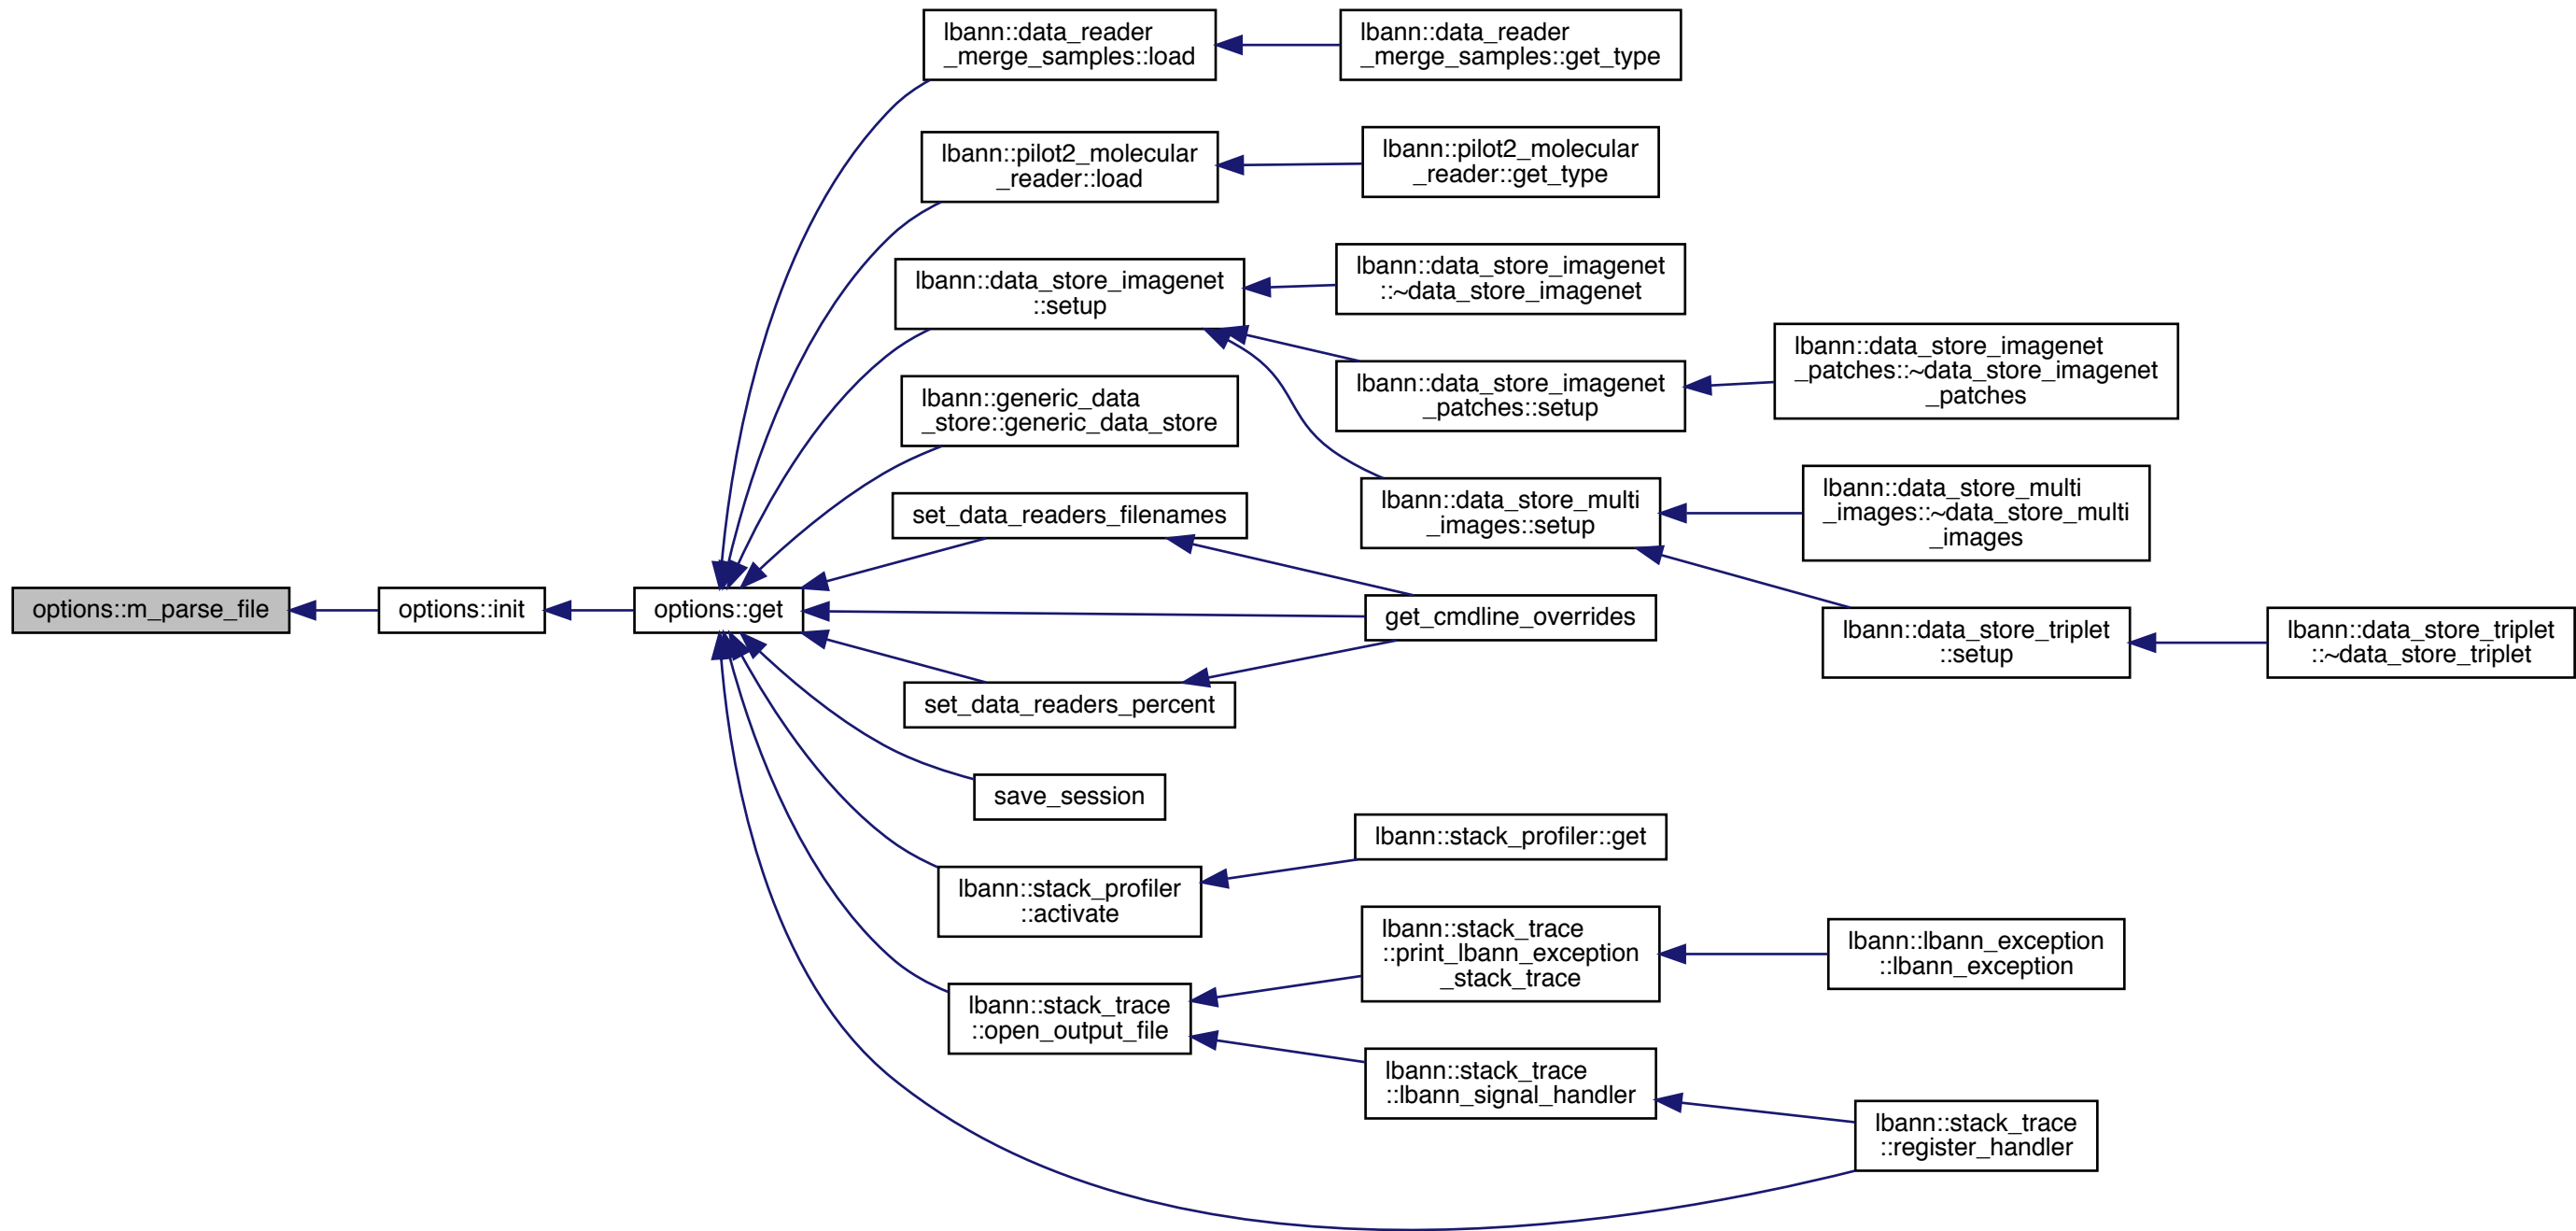 lbann::data_reader
_merge_samples::load
lbann::data_reader
_merge_samples::get_type
lbann::pilot2_molecular
_reader::load
lbann::pilot2_molecular
_reader::get_type
lbann::data_store_imagenet
::setup
lbann::data_store_imagenet
::~data_store_imagenet
lbann::data_store_imagenet
_patches::setup
lbann::data_store_imagenet
_patches::~data_store_imagenet
_patches
lbann::generic_data
_store::generic_data_store
lbann::data_store_multi
_images::setup
lbann::data_store_multi
_images::~data_store_multi
_images
set_data_readers_filenames
options::m_parse_file
options::init
options::get
get_cmdline_overrides
lbann::data_store_triplet
::setup
lbann::data_store_triplet
::~data_store_triplet
set_data_readers_percent
save_session
lbann::stack_profiler::get
lbann::stack_profiler
::activate
lbann::stack_trace
::print_lbann_exception
_stack_trace
lbann::lbann_exception
::lbann_exception
lbann::stack_trace
::open_output_file
lbann::stack_trace
::lbann_signal_handler
lbann::stack_trace
::register_handler